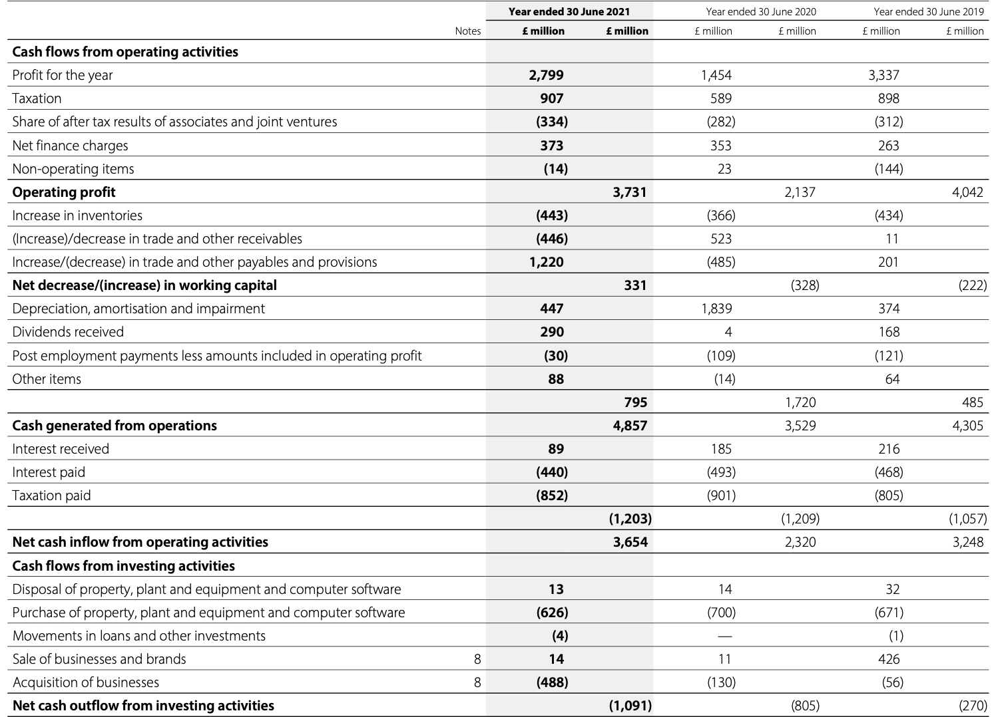 Year ended 30 June 2021 Year ended 30 June 2020 Year ended 30 June 2019
Notes £ million £ million £ million £ million £ million £ million
Cash flows from operating activities
Profit for the year 2,799 1,454 3,337
Taxation 907 589 898
Share of after tax results of associates and joint ventures (334) (282) (312)
Net finance charges 373 353 263
Non-operating items (14) 23 (144)
Operating profit 3,731 2,137 4,042
Increase in inventories (443) (366) (434)
(Increase)/decrease in trade and other receivables (446) 523 11
Increase/(decrease) in trade and other payables and provisions 1,220 (485) 201
Net decrease/(increase) in working capital 331 (328) (222)
Depreciation, amortisation and impairment 447 1,839 374
Dividends received 290 4 168
Post employment payments less amounts included in operating profit (30) (109) (121)
Other items 88 (14) 64
795 1,720 485
Cash generated from operations 4,857 3,529 4,305
Interest received 89 185 216
Interest paid (440) (493) (468)
Taxation paid (852) (901) (805)
(1,203) (1,209) (1,057)
Net cash inflow from operating activities 3,654 2,320 3,248
Cash flows from investing activities
Disposal of property, plant and equipment and computer software 13 14 32
Purchase of property, plant and equipment and computer software (626) (700) (671)
Movements in loans and other investments (4) — (1)
Sale of businesses and brands 8 14 11 426
Acquisition of businesses 8 (488) (130) (56)
Net cash outflow from investing activities (1,091) (805) (270)